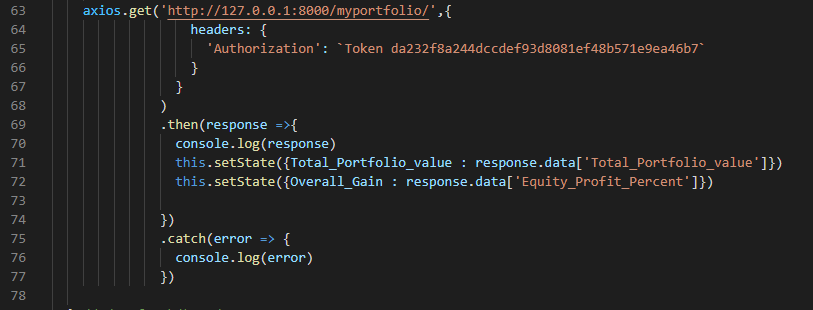 63 axios.get('http://127.0.0.1:8000/myportfolio/',{
64 headers: {
65 'Authorization': `Token da232f8a244dccdef93d8081ef48b571e9ea46b7`
66 }
67 }
68 )
69 .then(response =>{
70 console.log(response)
71 this.setState({Total_Portfolio_value : response.data['Total_Portfolio_value']})
72 this.setState({Overall_Gain : response.data['Equity_Profit_Percent']})
73
74 })
75 .catch(error => {
76 console.log(error)
77 })
78